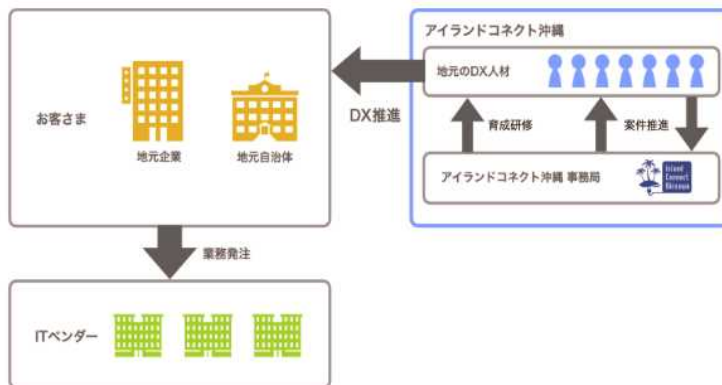 アイランドコネクト沖縄
地元のDX人材
お客さま
地元企業
地元自治体
DX推進
育成研修
案件推進
アイランドコネクト沖縄 事務局
Island
Connect
Okinawa
業務発注
ITベンダー